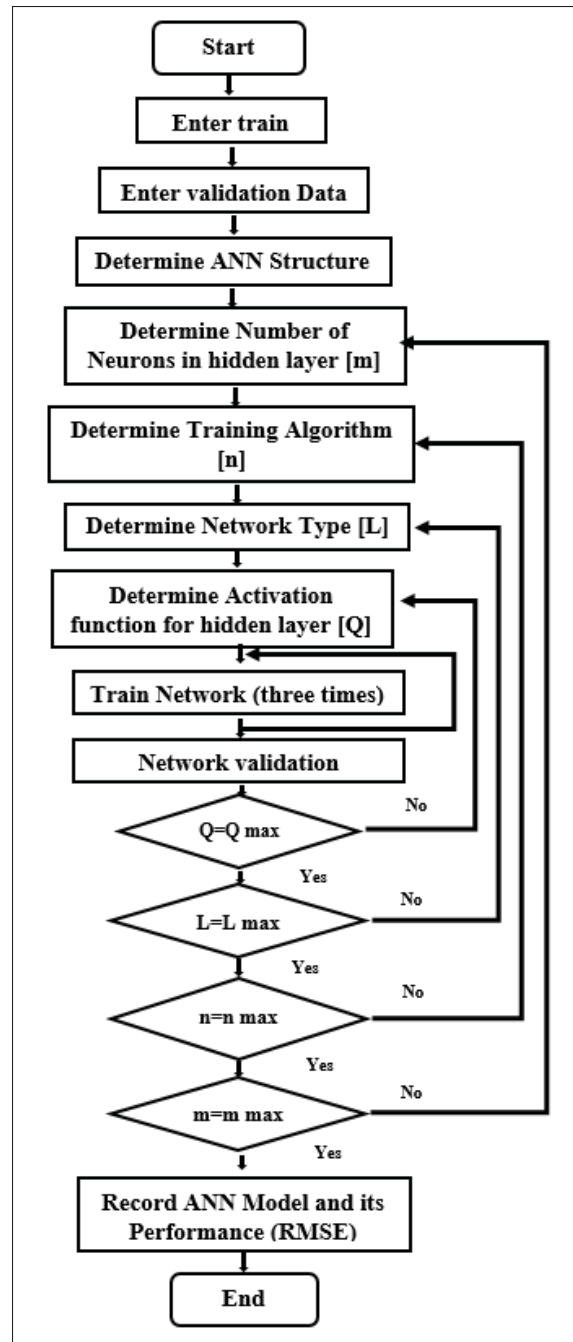 Start
Enter train
Enter validation Data
Determine ANN Structure
Determine Number of
Neurons in hidden layer [m]
Determine Training Algorithm
[n]
Determine Network Type [L]
Determine Activation
function for hidden layer [Q]
Train Network (three times)
Network validation
No
Q=Q max
Yes
No
L=L max
Yes
No
n=n max
Yes
No
m=m max
Yes
Record ANN Model and its
Performance (RMSE)
End